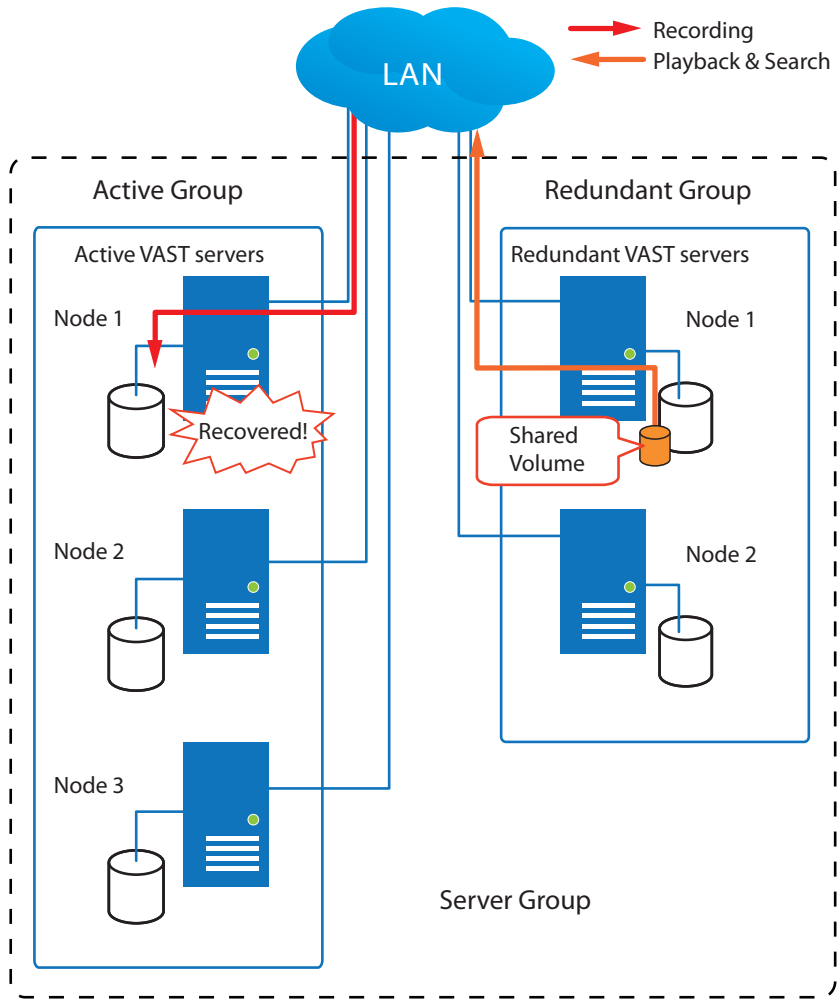 LAN
Recording
Playback & Search
Active Group
Redundant Group
Active VAST servers
Redundant VAST servers
Node 1
Node 1
Recovered!
Shared
Volume
Node 2
Node 2
Node 3
Server Group